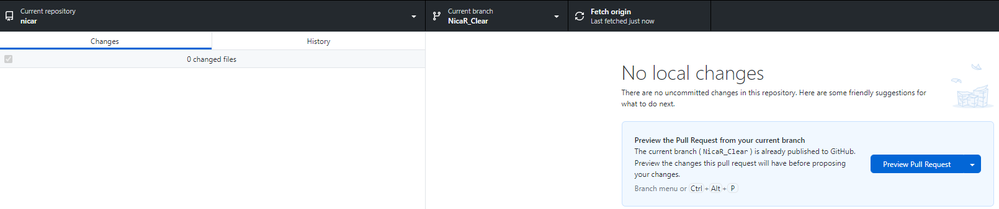 Current repository
nicar
Current branch
NicaR_Clear
Fetch origin
Last fetched just now
Changes
History
0 changed files
No local changes
There are no uncommitted changes in this repository. Here are some friendly suggestions for
what to do next.
Preview the Pull Request from your current branch
The current branch ( NicaR_Clear ) is already published to GitHub.
Preview the changes this pull request will have before proposing
your changes.
Branch menu or Ctrl + Alt + P
Preview Pull Request